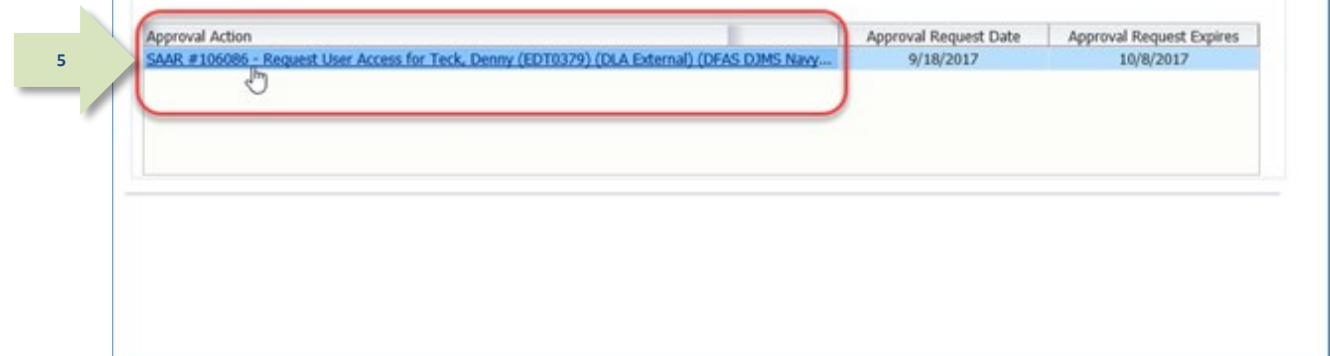 Approval Action Approval Request Date Approval Request Expires
5 SAAR #106086 - Request User Access for Teck, Denny (EDT0379) (DLA External) (DFAS DJMS Navy... 9/18/2017 10/8/2017